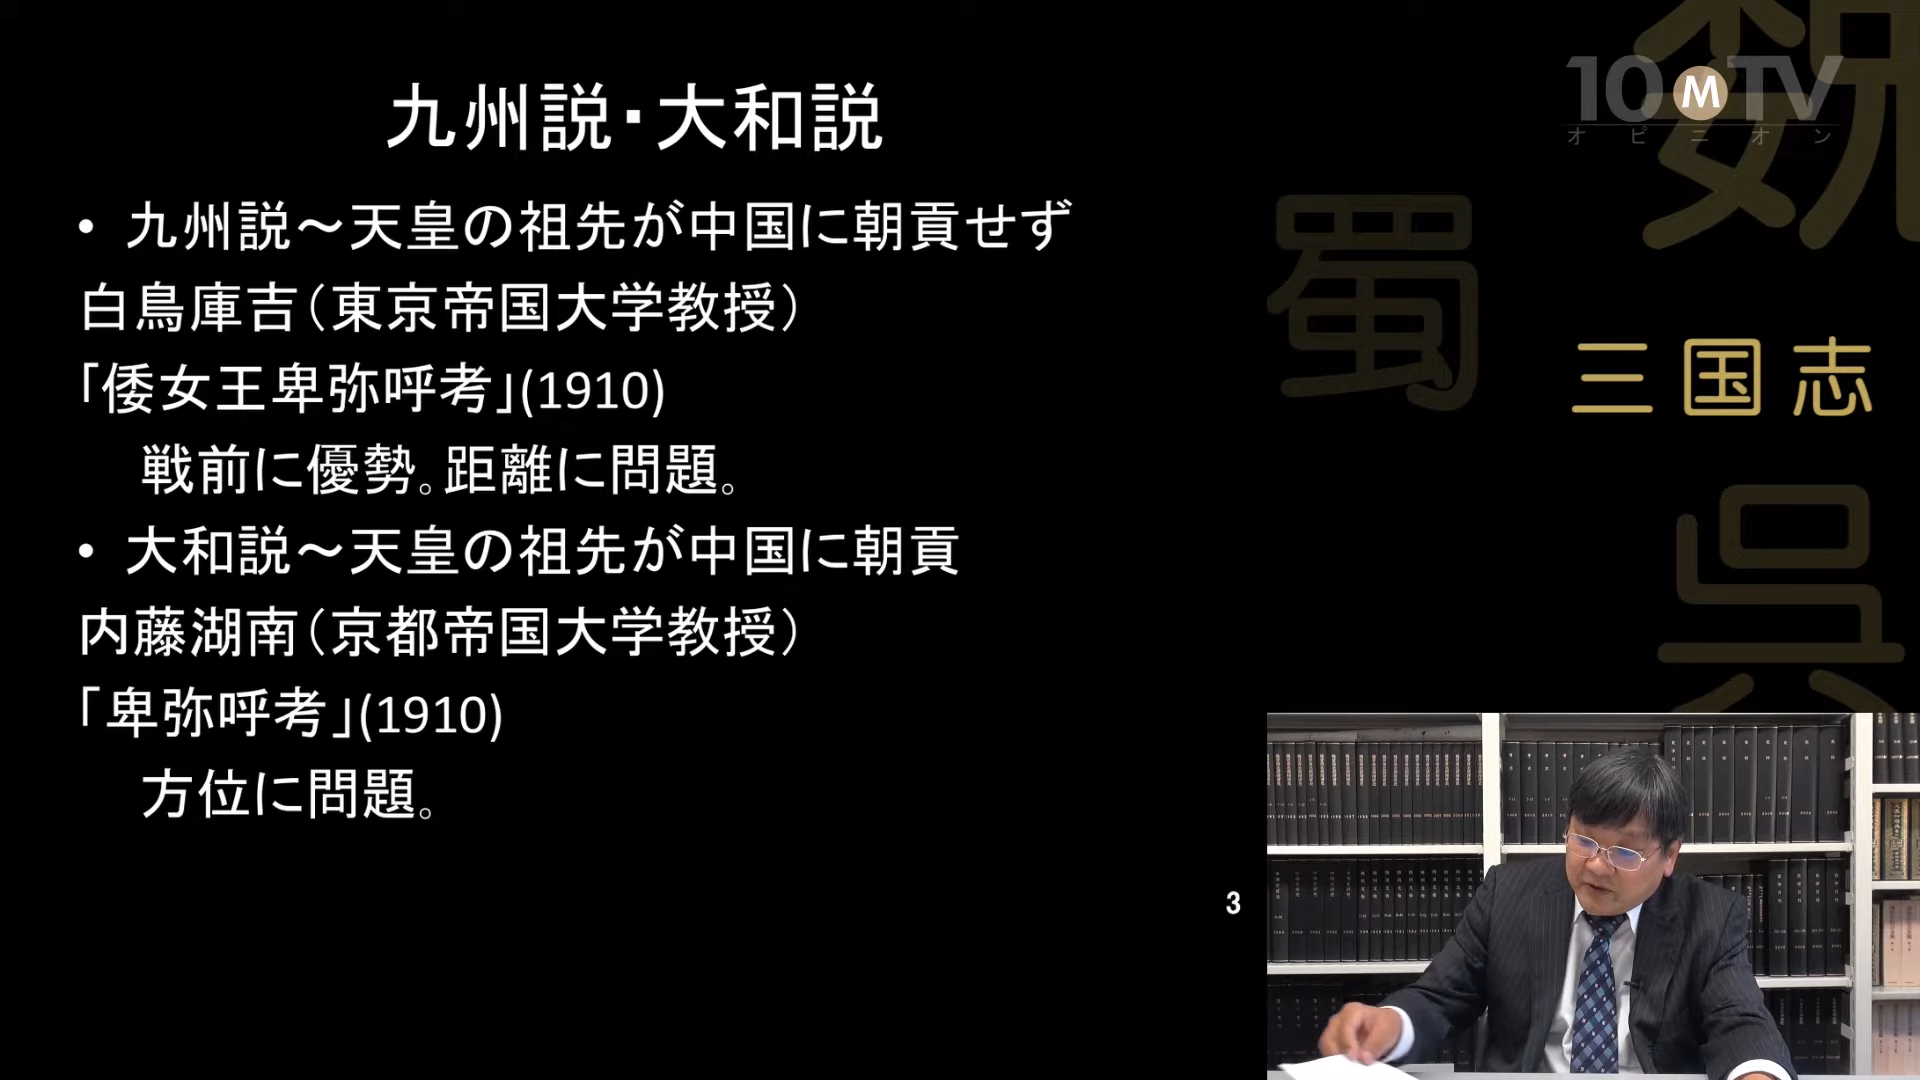 九州説・大和説
• 九州説～天皇の祖先が中国に朝貢せず
白鳥庫吉（東京帝国大学教授）
「倭女王卑弥呼考」(1910)
戦前に優勢。距離に問題。
• 大和説～天皇の祖先が中国に朝貢
内藤湖南（京都帝国大学教授）
「卑弥呼考」(1910)
方位に問題。
3
10MTV
オピニオン
魏
蜀
三国志
呉